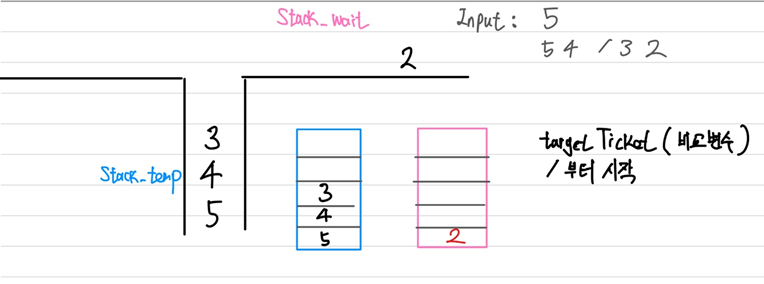 Stack_wait Input : 5
5 4 1 3 2
2
3
Stack_temp 4
5
3
4
5
2
target Ticket ( 비교변수 )
1 부터 시작